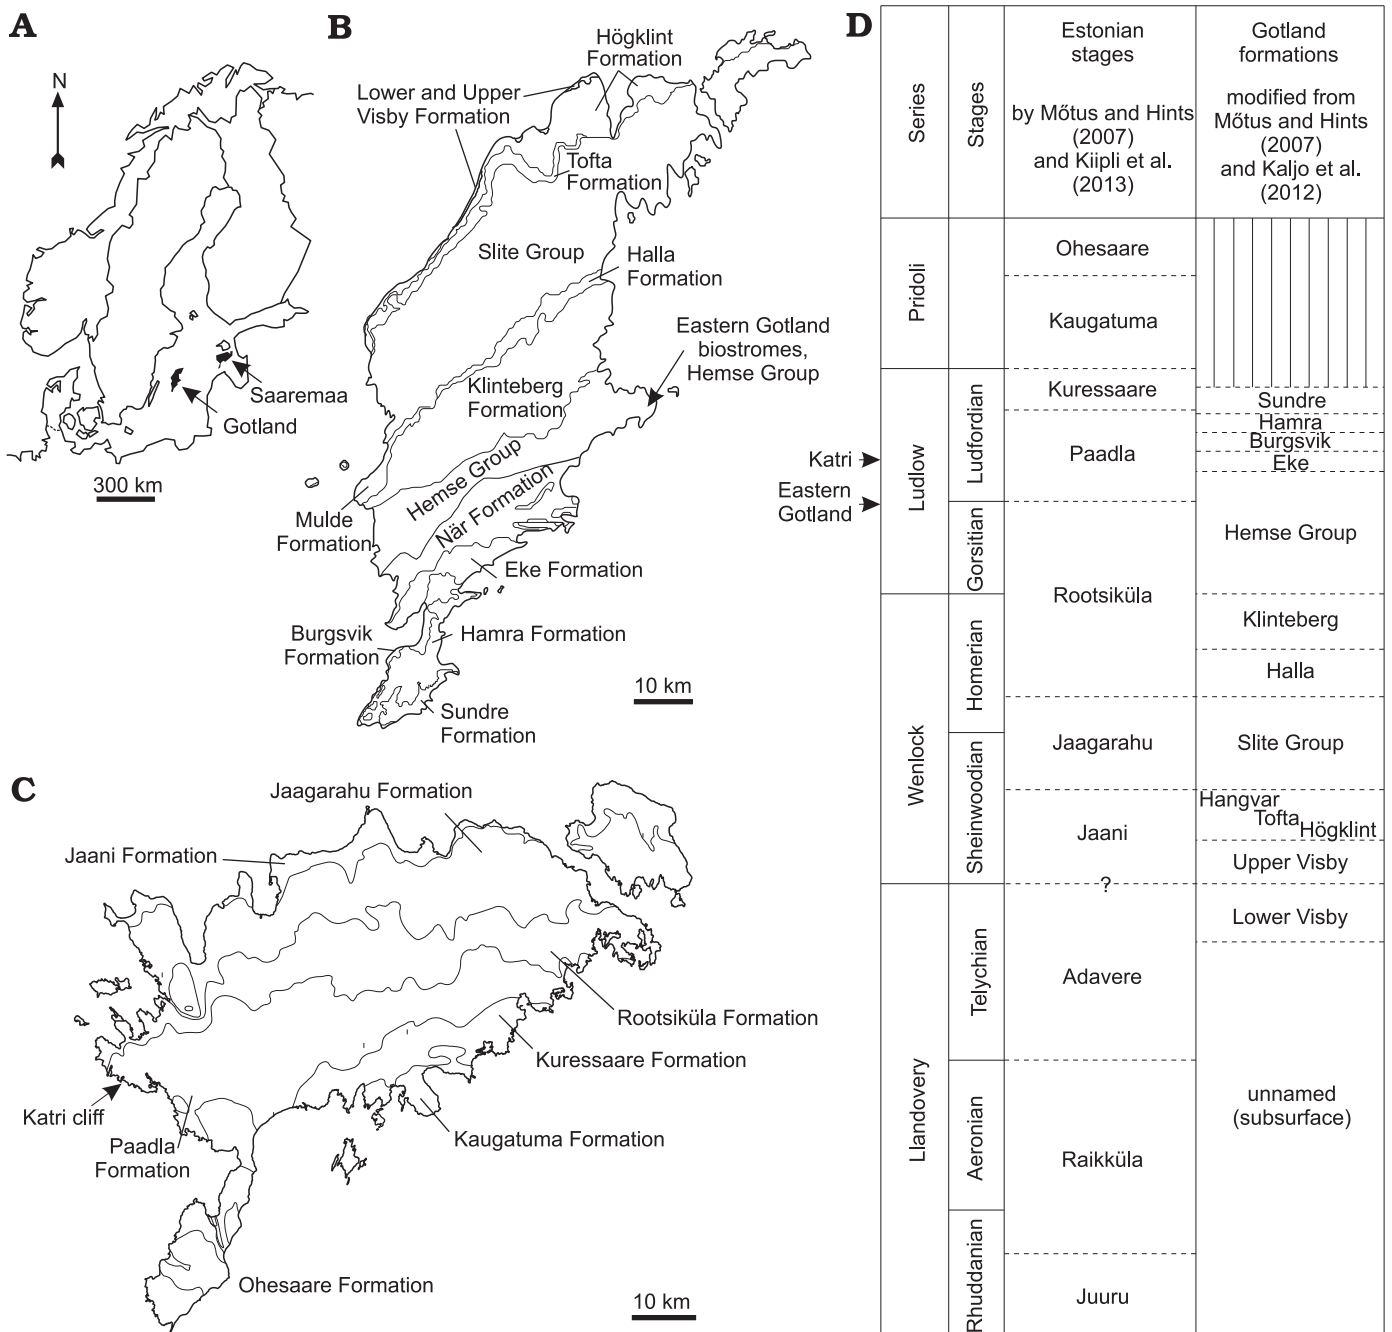 A
N
Saaremaa
Gotland
300 km
B
Högklint
Formation
Lower and Upper
Visby Formation
Tofta
Formation
Slite Group
Halla
Formation
Eastern Gotland
biostromes,
Hemse Group
Klinteberg
Formation
Hemse Group
När Formation
Mulde
Formation
Eke Formation
Burgsvik
Formation
Hamra Formation
10 km
Sundre
Formation
C
Jaagarahu Formation
Jaani Formation
Rootsiküla Formation
Kuressaare Formation
Katri cliff
Paadla
Formation
Kaugatuma Formation
Ohesaare Formation
10 km
D
Series
Stages
Estonian
stages
by Mőtus and Hints
(2007)
and Kiipli et al.
(2013)
Gotland
formations
modified from
Mőtus and Hints
(2007)
and Kaljo et al.
(2012)
Katri
Eastern
Gotland
Pridoli
Ludlow
Wenlock
Llandovery
Ludfordian
Gorsitian
Homerian
Sheinwoodian
Telychian
Aeronian
Rhuddanian
Ohesaare
Kaugatuma
Kuressaare
Paadla
Rootsiküla
Jaagarahu
Jaani
?
Adavere
Raikküla
Juuru
Sundre
Hamra
Burgsvik
Eke
Hemse Group
Klinteberg
Halla
Slite Group
Hangvar
Tofta
Högklint
Upper Visby
Lower Visby
unnamed
(subsurface)